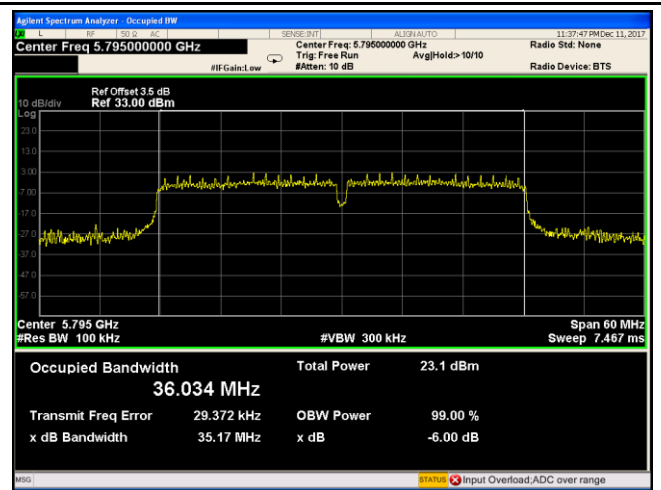 Agilent Spectrum Analyzer - Occupied BW
L RF 50 Ω AC SENSE:INT ALIGN AUTO 11:37:47 PM Dec 11, 2017
Center Freq 5.795000000 GHz Center Freq: 5.795000000 GHz Radio Std: None
Trig: Free Run Avg|Hold:>10/10
#IFGain:Low #Atten: 10 dB Radio Device: BTS
Ref Offset 3.5 dB
10 dB/div Ref 33.00 dBm
Log
23.0
13.0
3.00
-7.00
-17.0
-27.0
-37.0
-47.0
-57.0
Center 5.795 GHz Span 60 MHz
#Res BW 100 kHz #VBW 300 kHz Sweep 7.467 ms
Occupied Bandwidth Total Power 23.1 dBm
36.034 MHz
Transmit Freq Error 29.372 kHz OBW Power 99.00 %
x dB Bandwidth 35.17 MHz x dB -6.00 dB
MSG STATUS Input Overload;ADC over range